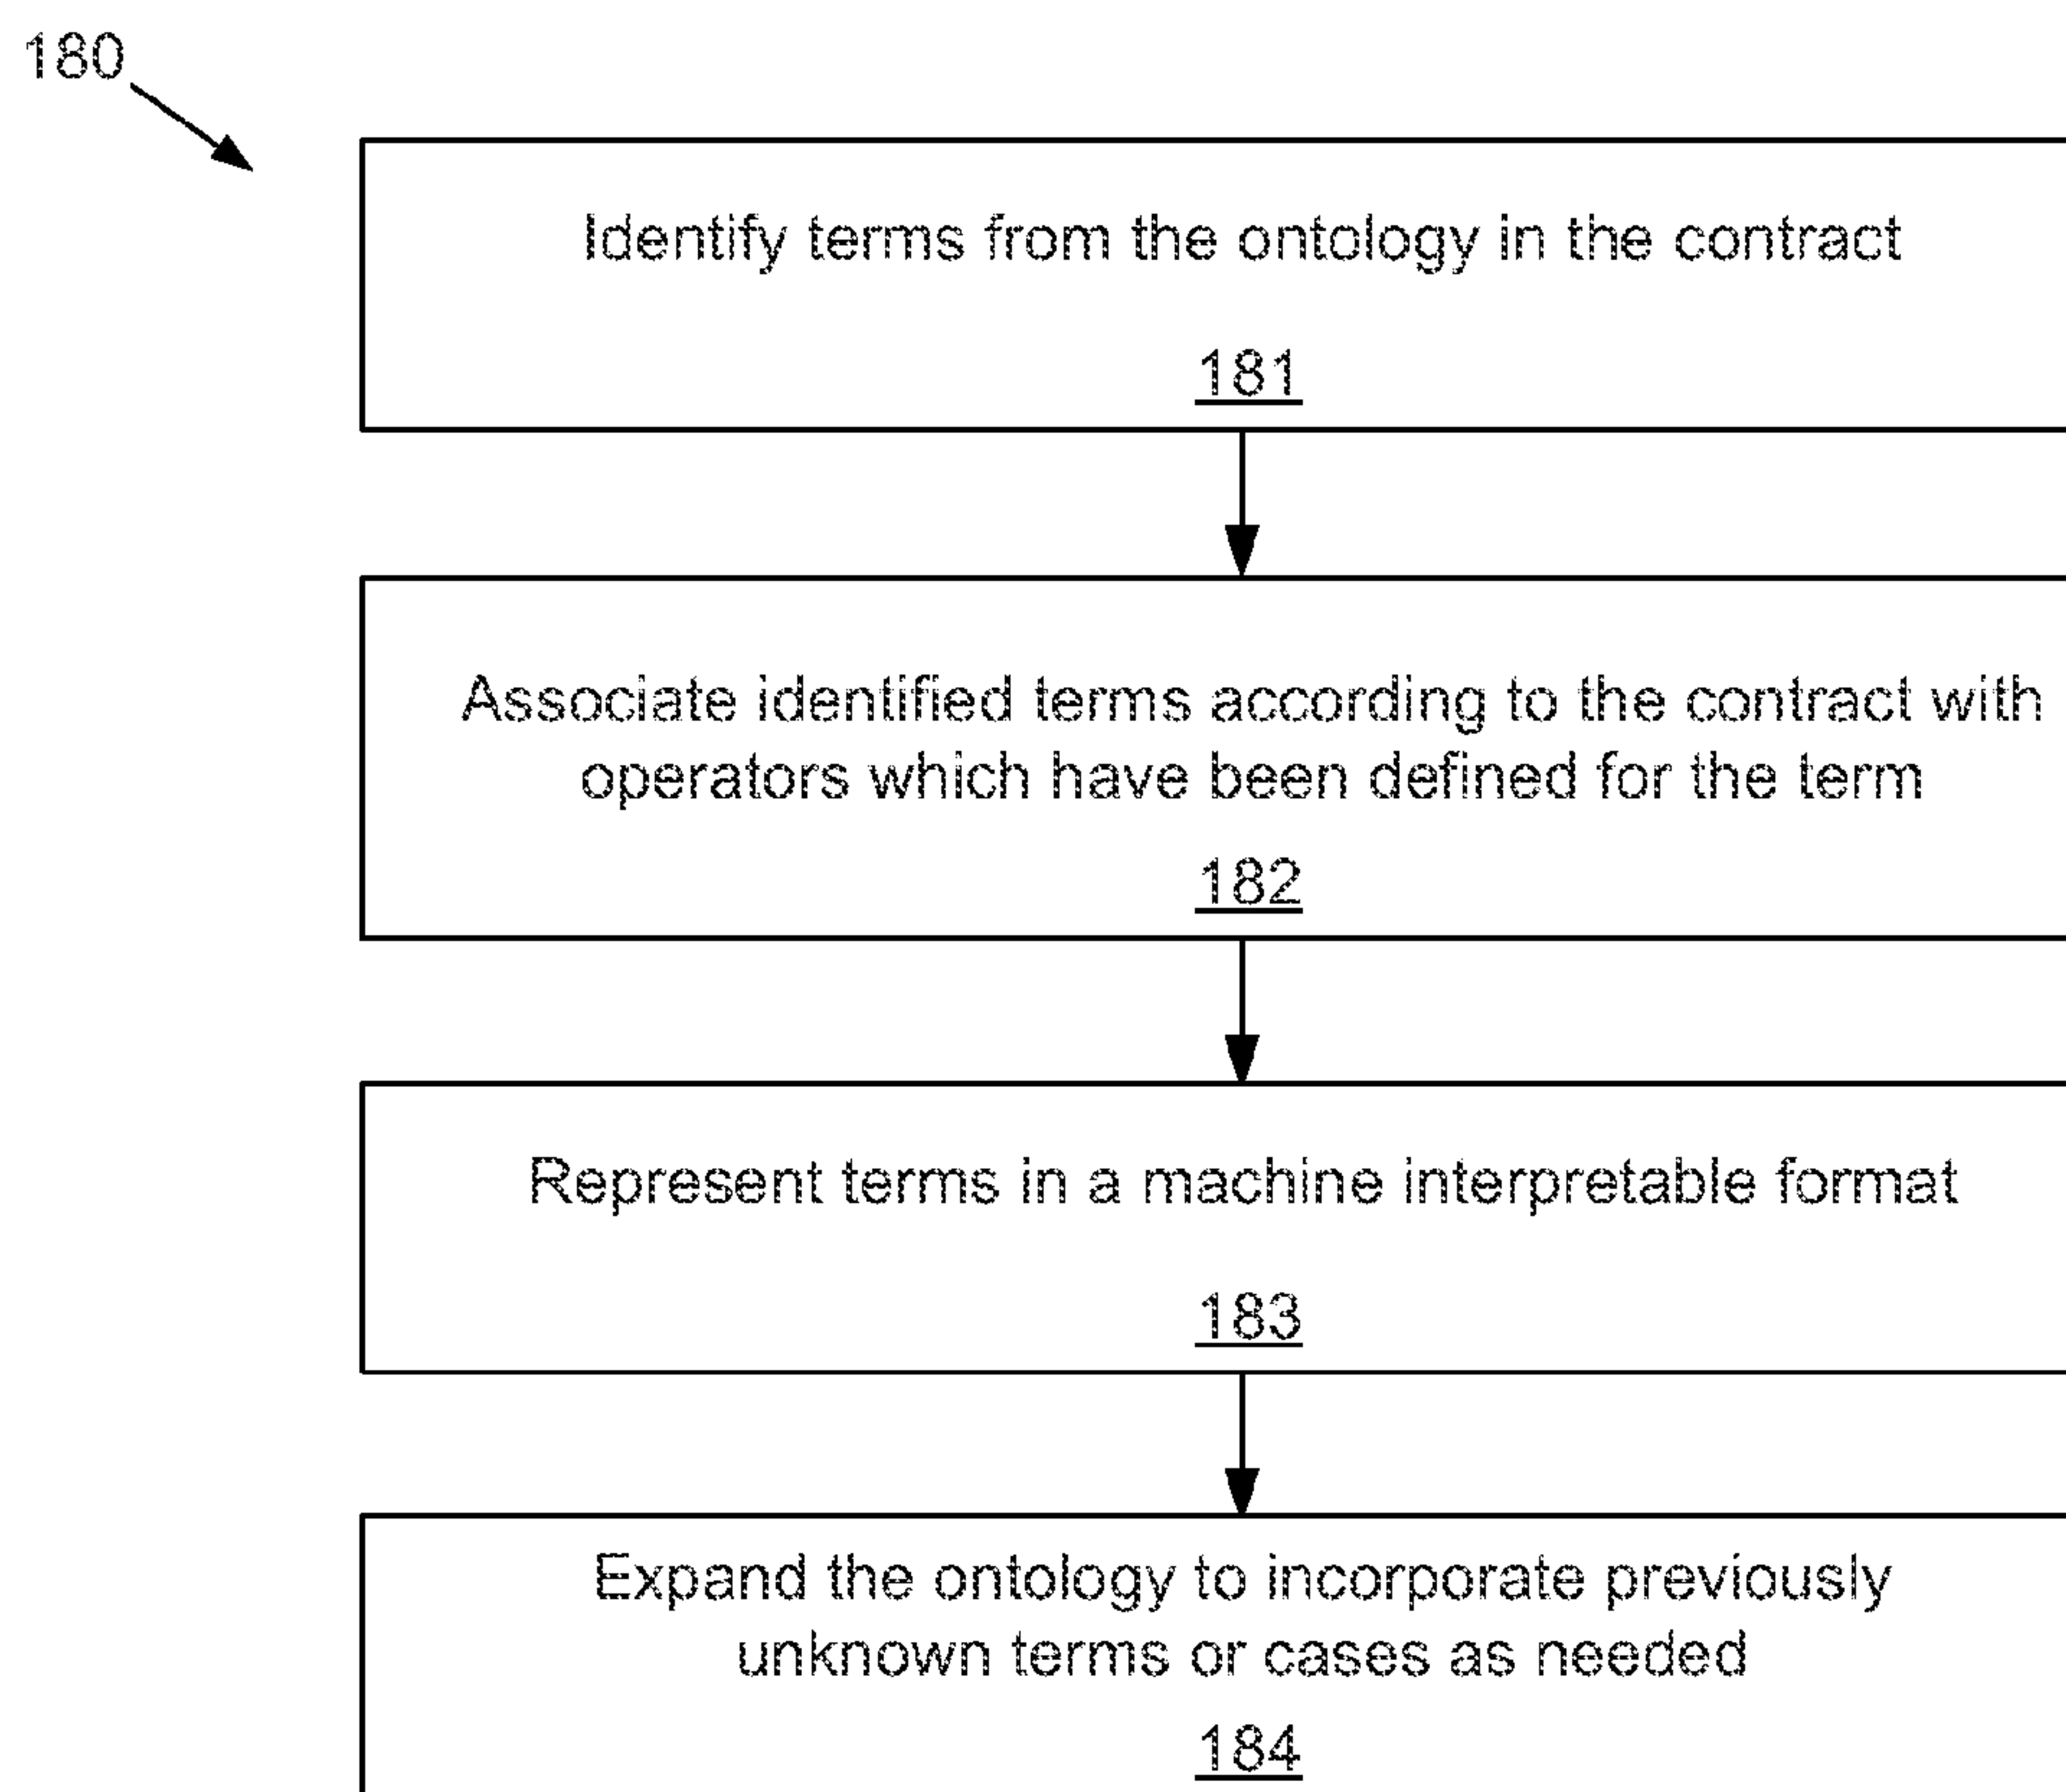 180
Identify terms from the ontology in the contract
181
Associate identified terms according to the contract with
operators which have been defined for the term
182
Represent terms in a machine interpretable format
183
Expand the ontology to incorporate previously
unknown terms or cases as needed
184